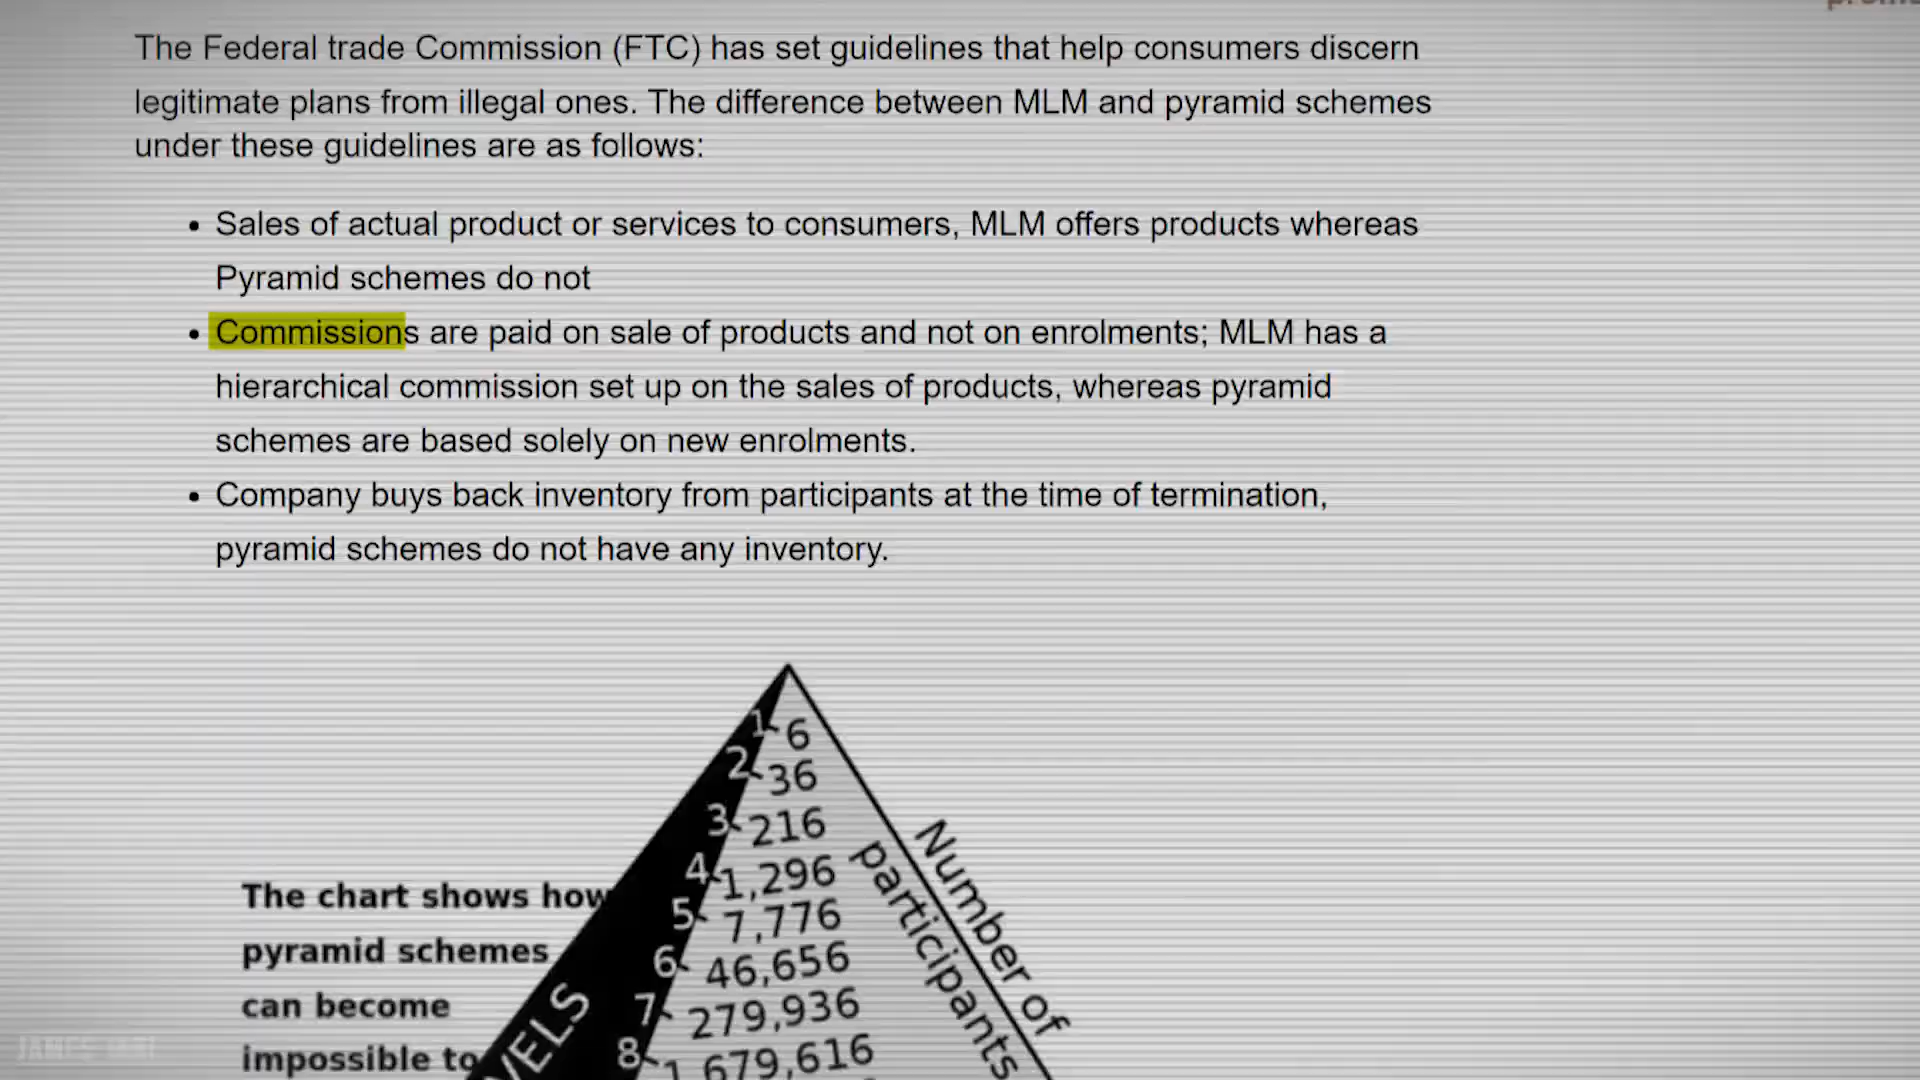 The Federal trade Commission (FTC) has set guidelines that help consumers discern
legitimate plans from illegal ones. The difference between MLM and pyramid schemes
under these guidelines are as follows:
• Sales of actual product or services to consumers, MLM offers products whereas
Pyramid schemes do not
• Commissions are paid on sale of products and not on enrolments; MLM has a
hierarchical commission set up on the sales of products, whereas pyramid
schemes are based solely on new enrolments.
• Company buys back inventory from participants at the time of termination,
pyramid schemes do not have any inventory.
1 6
2 36
3 216
4 1,296
5 7,776
6 46,656
7 279,936
8 1,679,616
Number of
participants
The chart shows how
pyramid schemes
can become
impossible to